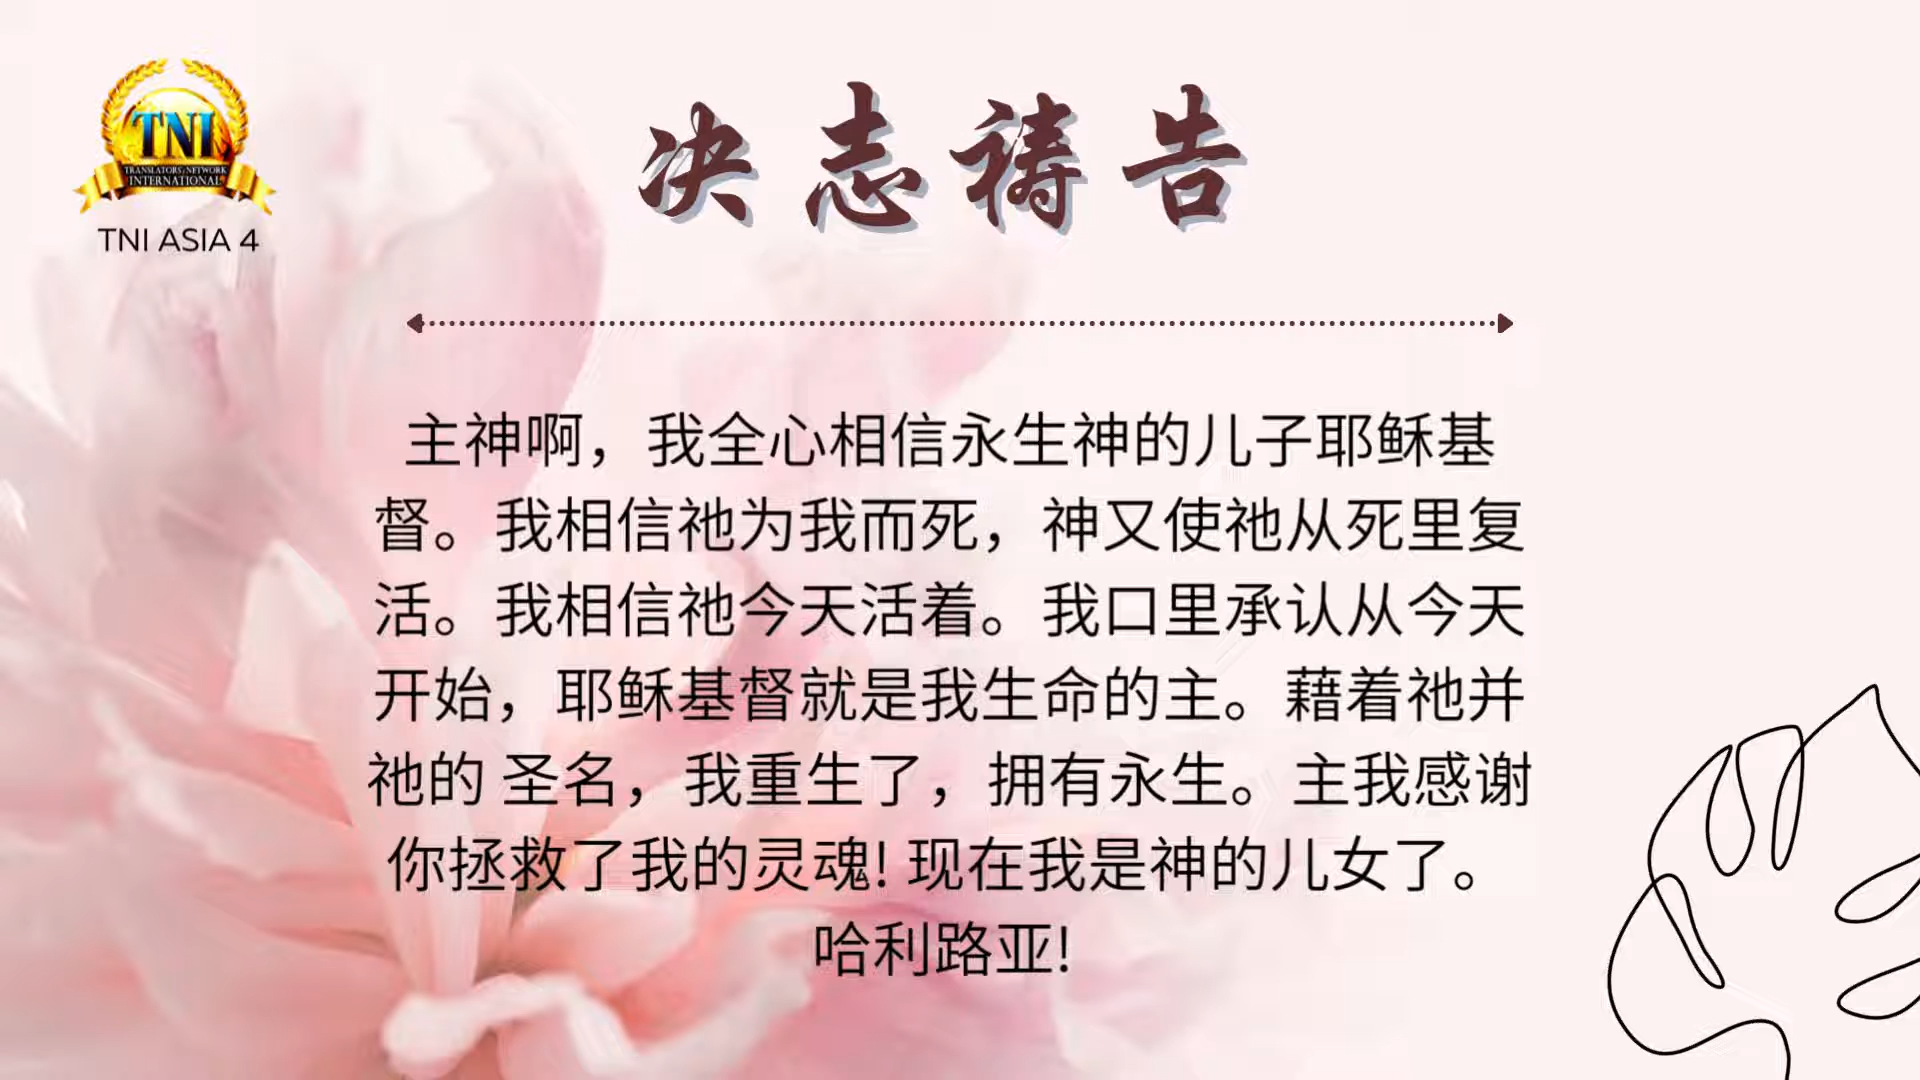 TNI
TRANSLATORS NETWORK
INTERNATIONAL
TNI ASIA 4
决志祷告
主神啊，我全心相信永生神的儿子耶稣基
督。我相信祂为我而死，神又使祂从死里复
活。我相信祂今天活着。我口里承认从今天
开始，耶稣基督就是我生命的主。藉着祂并
祂的 圣名，我重生了，拥有永生。主我感谢
你拯救了我的灵魂! 现在我是神的儿女了。
哈利路亚!